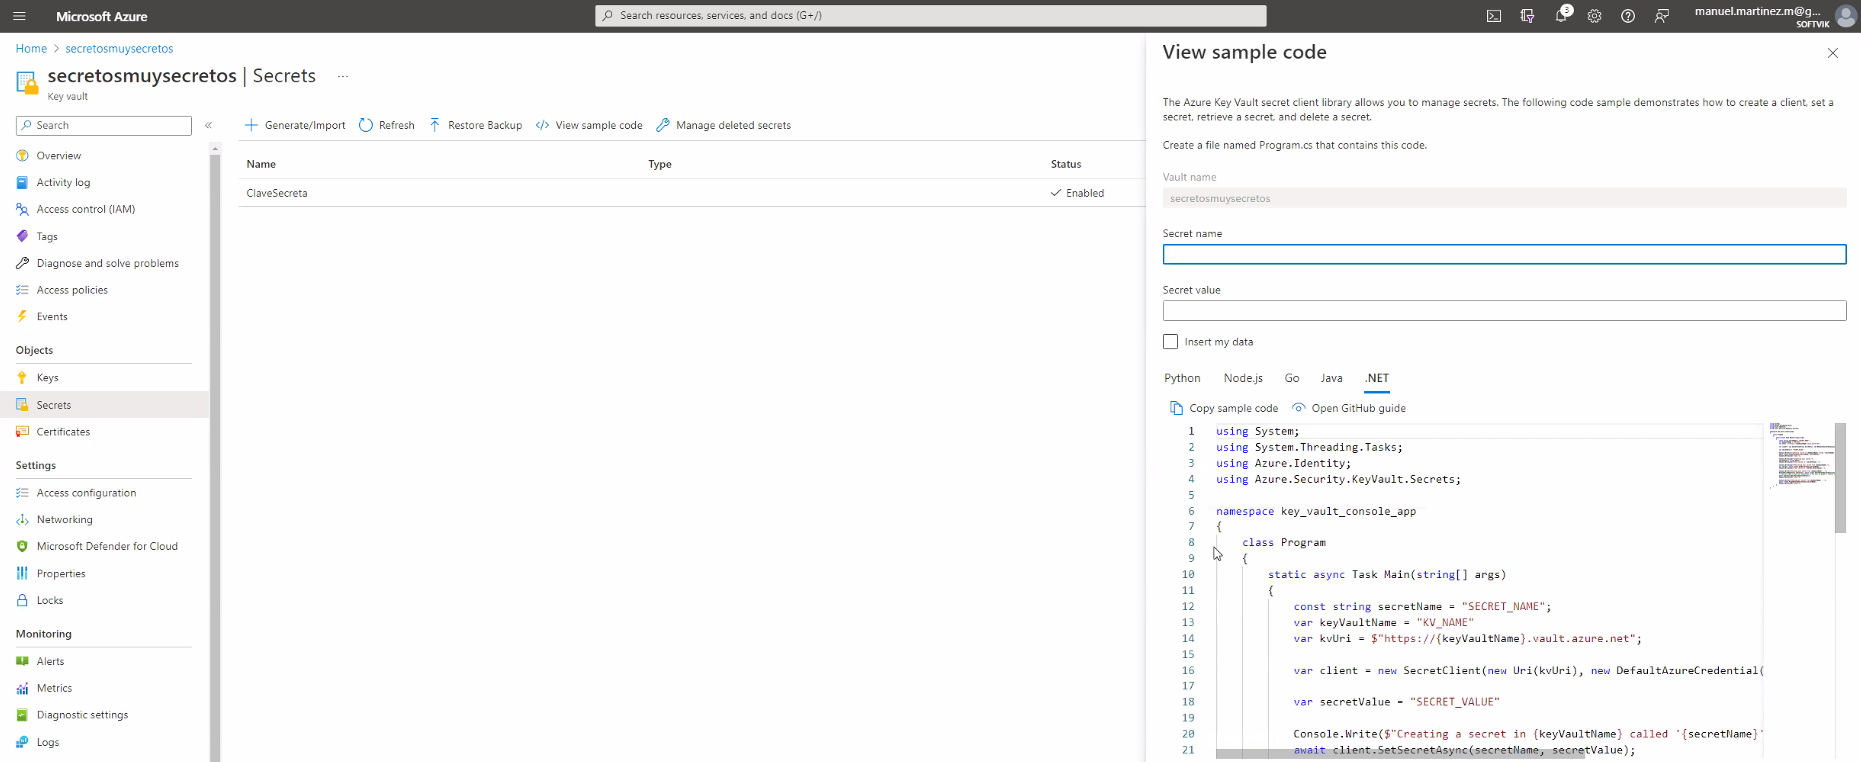 Microsoft Azure
Search resources, services, and docs (G+/)
3
manuel.martinez.m@g...
SOFTVIK
Home > secretosmuysecretos
secretosmuysecretos | Secrets ...
Key vault
Search
«
Overview
Activity log
Access control (IAM)
Tags
Diagnose and solve problems
Access policies
Events
Objects
Keys
Secrets
Certificates
Settings
Access configuration
Networking
Microsoft Defender for Cloud
Properties
Locks
Monitoring
Alerts
Metrics
Diagnostic settings
Logs
Generate/Import Refresh Restore Backup View sample code Manage deleted secrets
Name Type Status
ClaveSecreta Enabled
View sample code
The Azure Key Vault secret client library allows you to manage secrets. The following code sample demonstrates how to create a client, set a
secret, retrieve a secret, and delete a secret.
Create a file named Program.cs that contains this code.
Vault name
secretosmuysecretos
Secret name
Secret value
Insert my data
Python Node.js Go Java .NET
Copy sample code Open GitHub guide
1 using System;
2 using System.Threading.Tasks;
3 using Azure.Identity;
4 using Azure.Security.KeyVault.Secrets;
5
6 namespace key_vault_console_app
7 {
8 class Program
9 {
10 static async Task Main(string[] args)
11 {
12 const string secretName = "SECRET_NAME";
13 var keyVaultName = "KV_NAME"
14 var kvUri = $"https://{keyVaultName}.vault.azure.net";
15
16 var client = new SecretClient(new Uri(kvUri), new DefaultAzureCredential(
17
18 var secretValue = "SECRET_VALUE"
19
20 Console.Write($"Creating a secret in {keyVaultName} called '{secretName}'
21 await client.SetSecretAsync(secretName, secretValue);